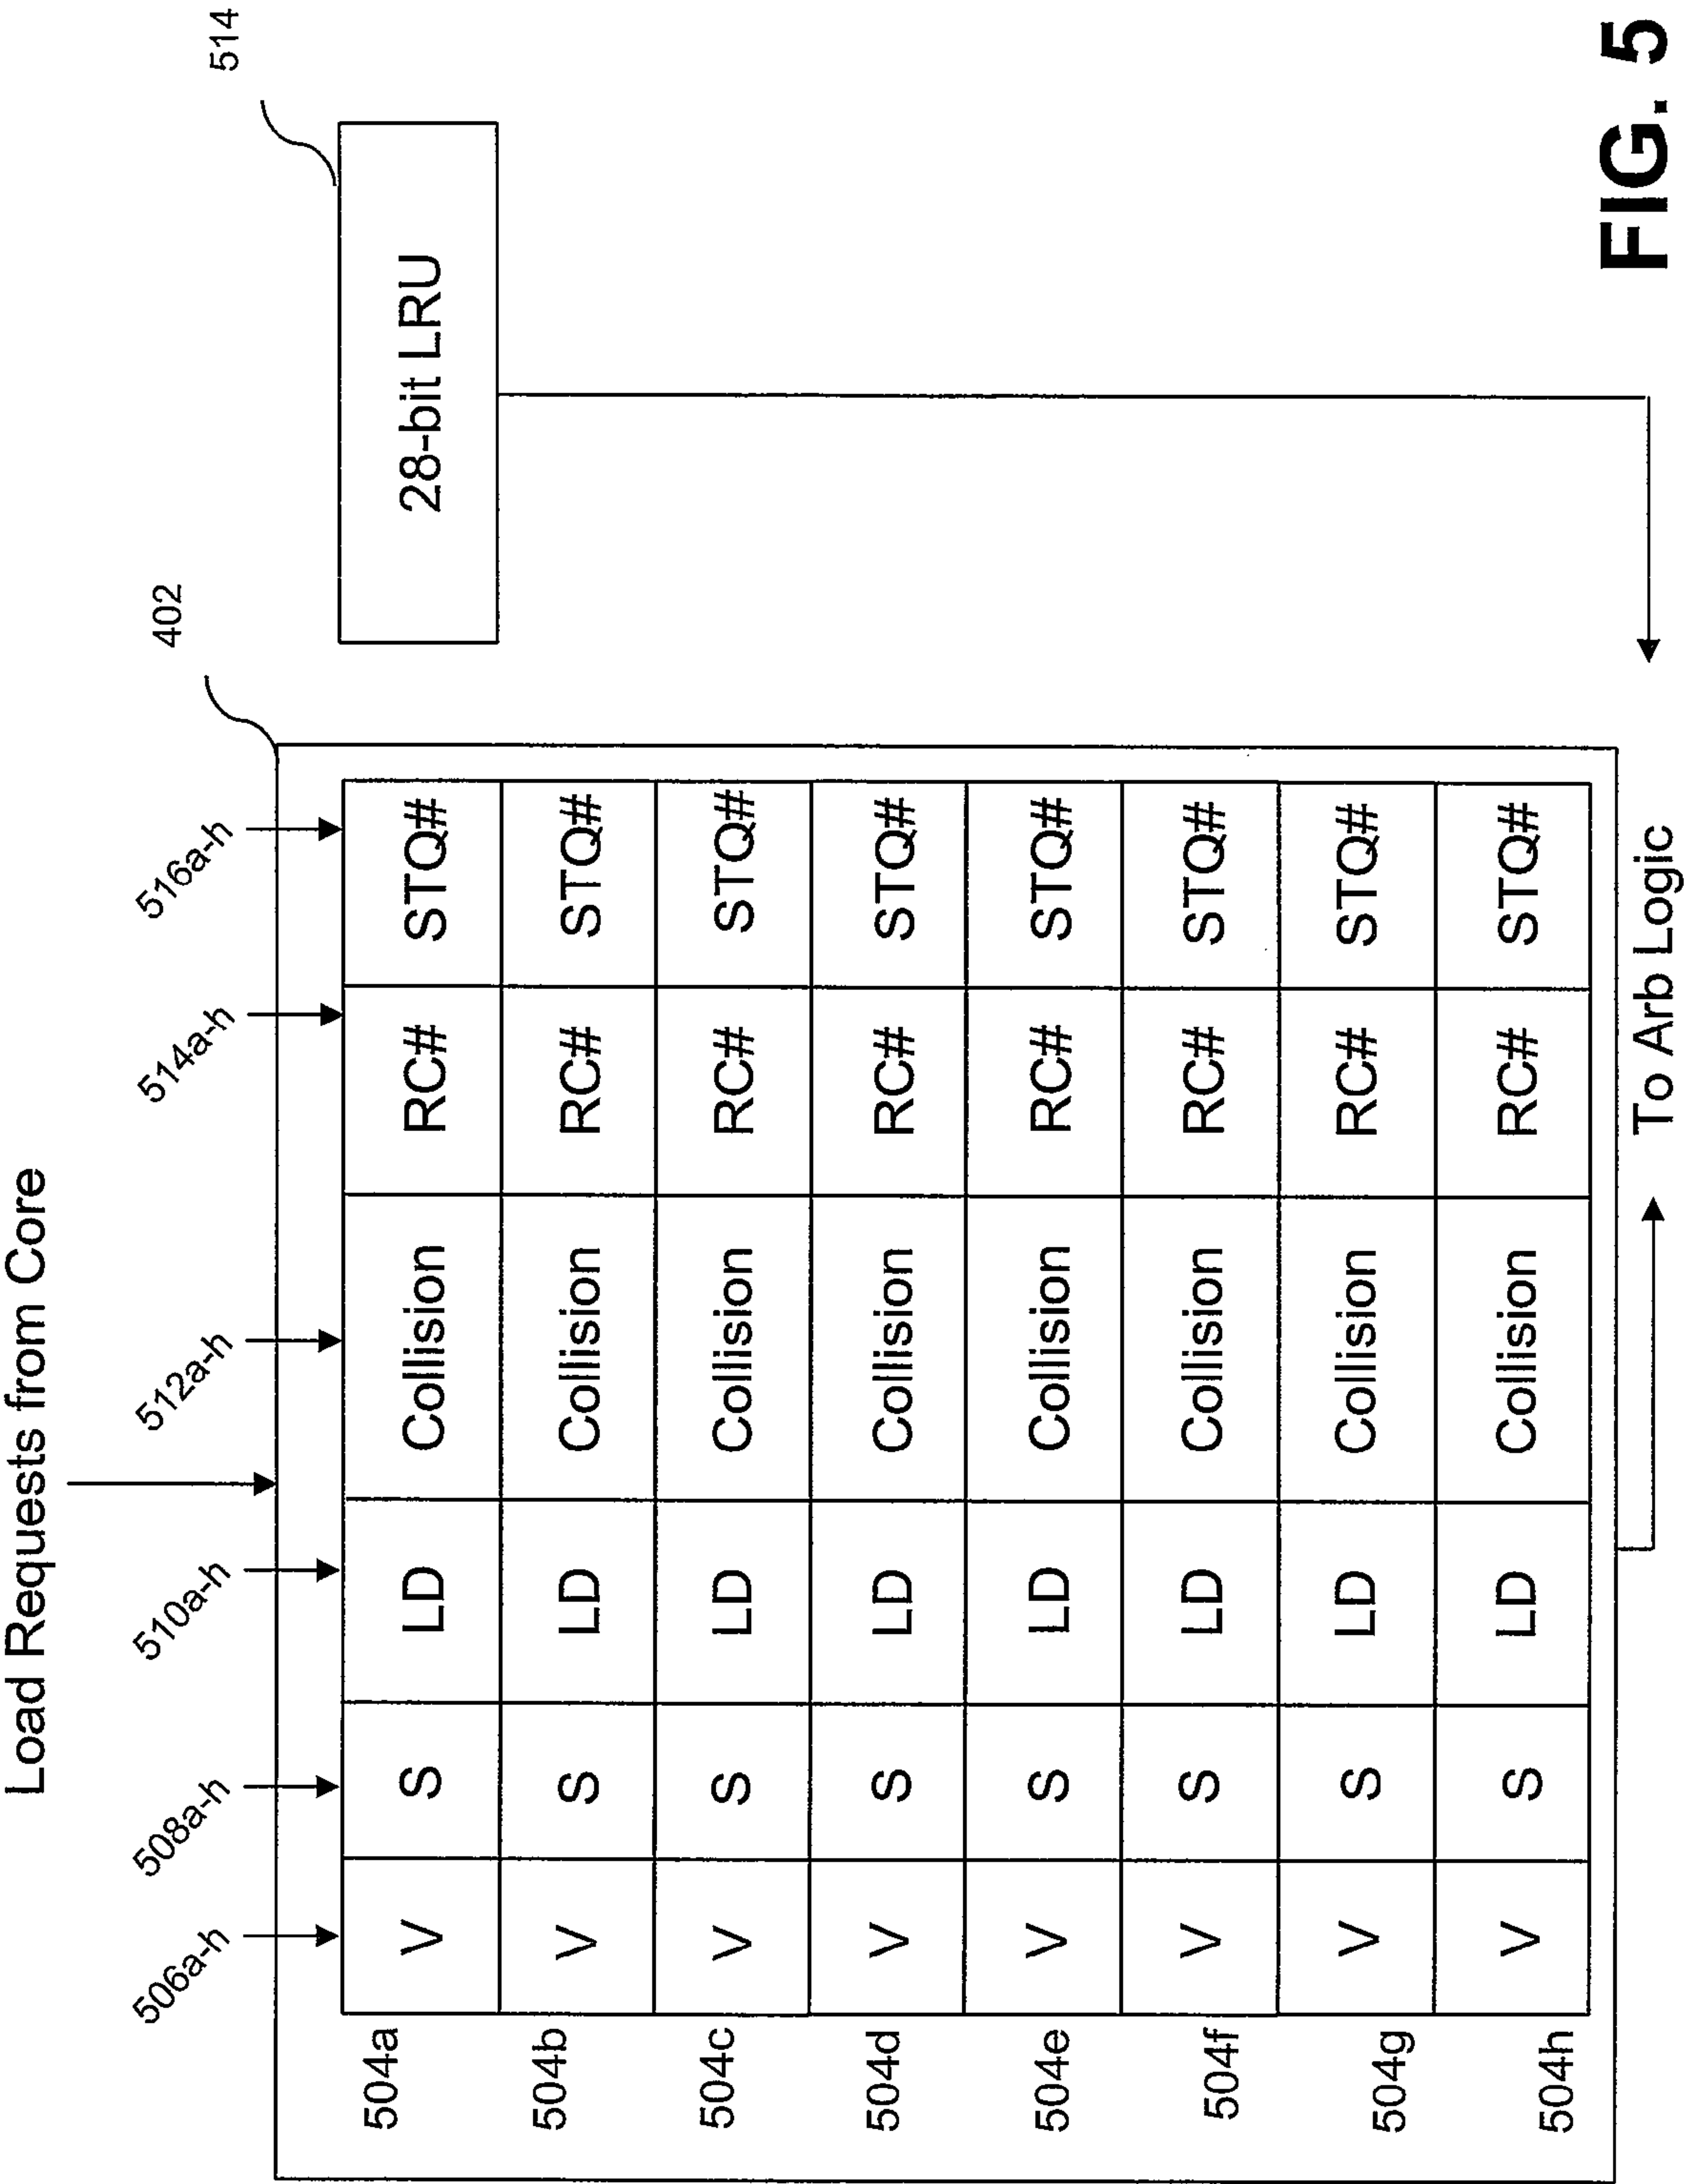 Load Requests from Core
402
514
506a-h 508a-h 510a-h 512a-h 514a-h 516a-h
504a V S LD Collision RC# STQ#
504b V S LD Collision RC# STQ#
504c V S LD Collision RC# STQ#
504d V S LD Collision RC# STQ#
504e V S LD Collision RC# STQ#
504f V S LD Collision RC# STQ#
504g V S LD Collision RC# STQ#
504h V S LD Collision RC# STQ#
28-bit LRU
To Arb Logic
FIG. 5